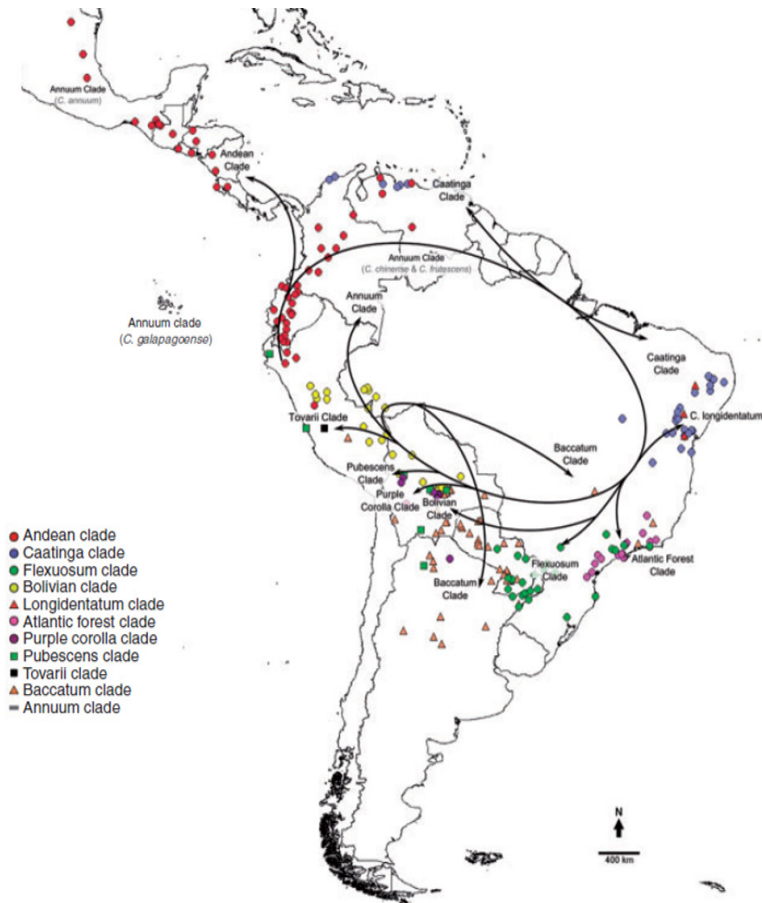 Annuum Clade
(C. annuum)
Andean
Clade
Caatinga
Clade
Annuum Clade
(C. chinense & C. frutescens)
Annuum
Clade
Annuum clade
(C. galapagoense)
Caatinga
Clade
Tovarii Clade
C. longidentatum
Baccatum
Clade
Pubescens
Clade
Purple
Corolla Clade
Bolivian
Clade
Flexuosum
Clade
Atlantic Forest
Clade
Baccatum
Clade
Andean clade
Caatinga clade
Flexuosum clade
Bolivian clade
Longidentatum clade
Atlantic forest clade
Purple corolla clade
Pubescens clade
Tovarii clade
Baccatum clade
Annuum clade
N
400 km